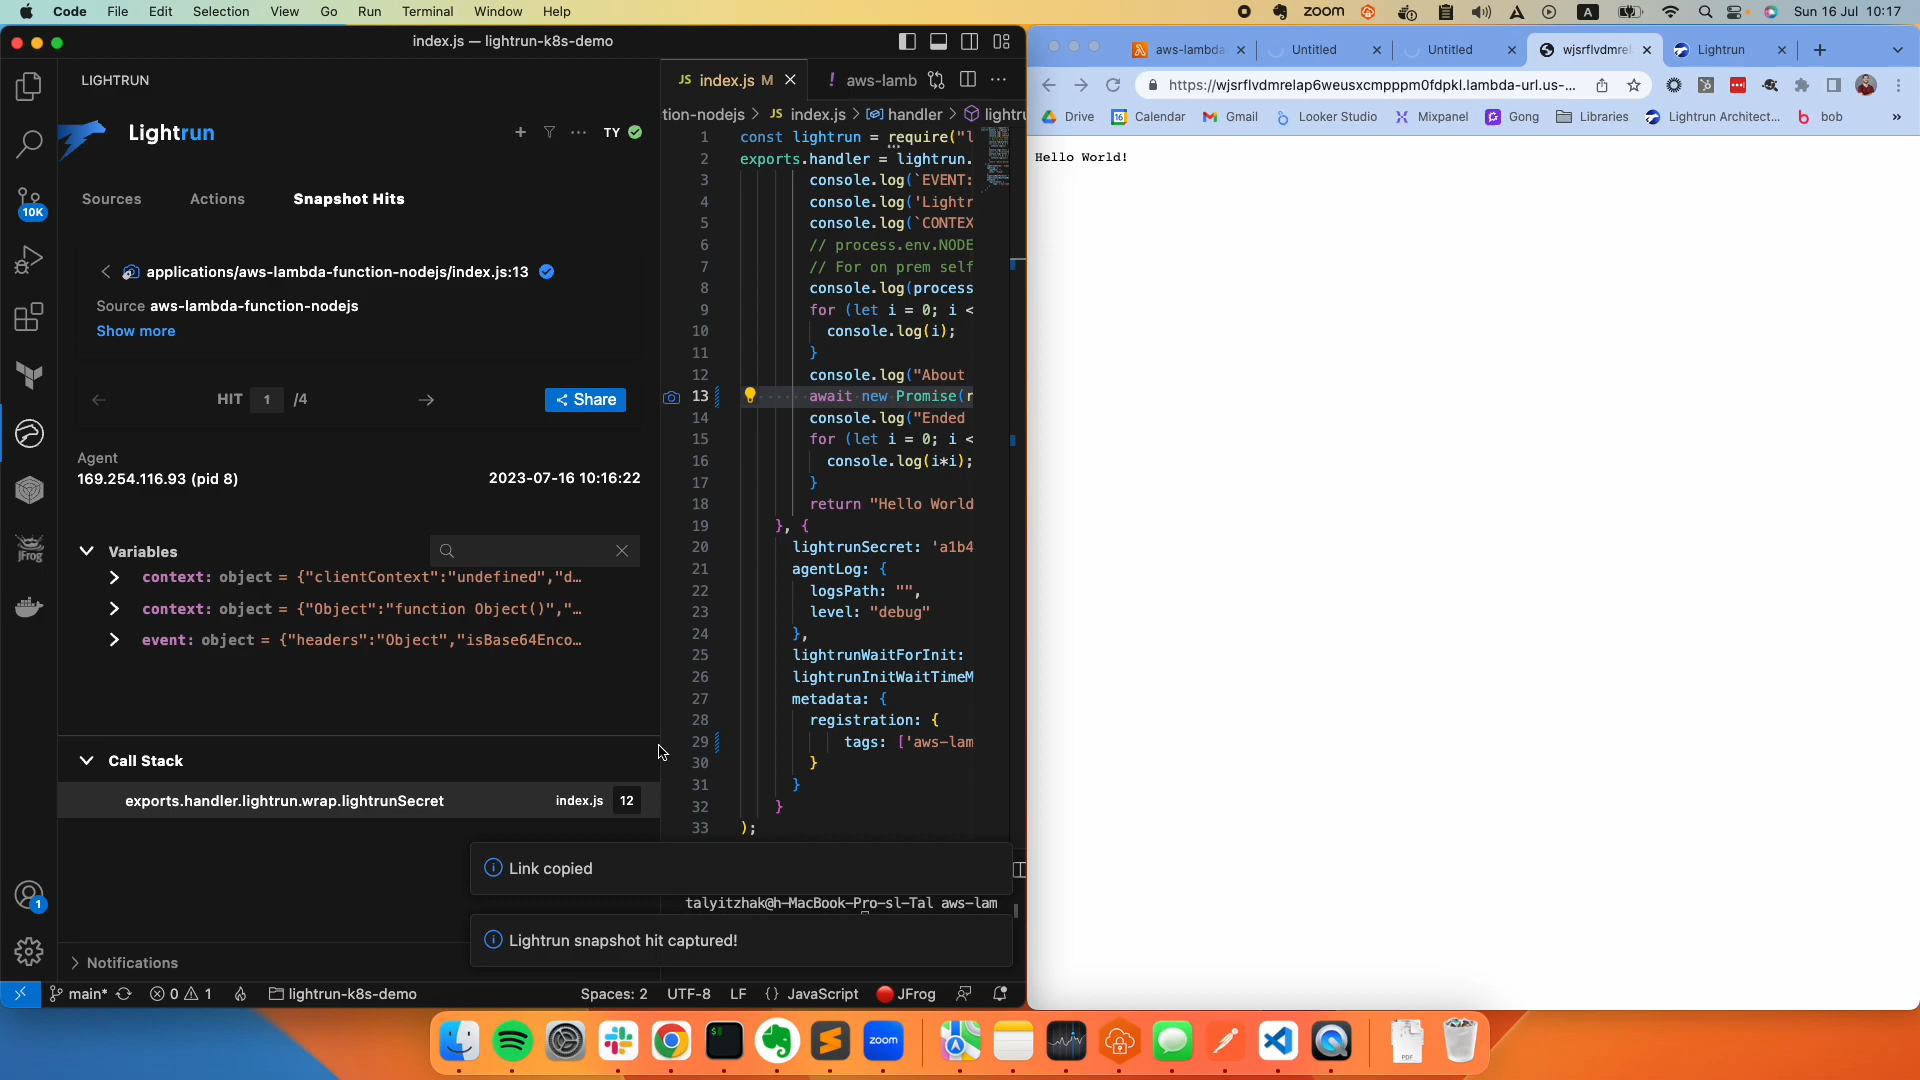 Code File Edit Selection View Go Run Terminal Window Help
zoom A Sun 16 Jul 10:17
index.js — lightrun-k8s-demo
LIGHTRUN
Lightrun
TY
Sources Actions Snapshot Hits
10K
applications/aws-lambda-function-nodejs/index.js:13
Source aws-lambda-function-nodejs
Show more
HIT 1 /4
Share
Agent
169.254.116.93 (pid 8) 2023-07-16 10:16:22
Variables
context: object = {"clientContext":"undefined","d…
context: object = {"Object":"function Object()","…
event: object = {"headers":"Object","isBase64Enco…
JFrog
Call Stack
exports.handler.lightrun.wrap.lightrunSecret index.js 12
1
Notifications
JS index.js M ! aws-lamb
tion-nodejs > JS index.js > handler > lightru
1 const lightrun = require("l
2 exports.handler = lightrun.
3 console.log(`EVENT:
4 console.log('Lightr
5 console.log(`CONTEX
6 // process.env.NODE
7 // For on prem self
8 console.log(process
9 for (let i = 0; i <
10 console.log(i);
11 }
12 console.log("About
13 await new Promise(r
14 console.log("Ended
15 for (let i = 0; i <
16 console.log(i*i);
17 }
18 return "Hello World
19 }, {
20 lightrunSecret: 'a1b4
21 agentLog: {
22 logsPath: "",
23 level: "debug"
24 },
25 lightrunWaitForInit:
26 lightrunInitWaitTimeM
27 metadata: {
28 registration: {
29 tags: ['aws-lam
30 }
31 }
32 }
33 );
Link copied
talyitzhak@h-MacBook-Pro-sl-Tal aws-lam
Lightrun snapshot hit captured!
main* 0 1 lightrun-k8s-demo Spaces: 2 UTF-8 LF {} JavaScript JFrog
aws-lambda Untitled Untitled wjsrflvdmrel Lightrun
https://wjsrflvdmrelap6weusxcmpppm0fdpkl.lambda-url.us-...
Drive Calendar Gmail Looker Studio Mixpanel Gong Libraries Lightrun Architect... bob »
Hello World!
zoom
PDF